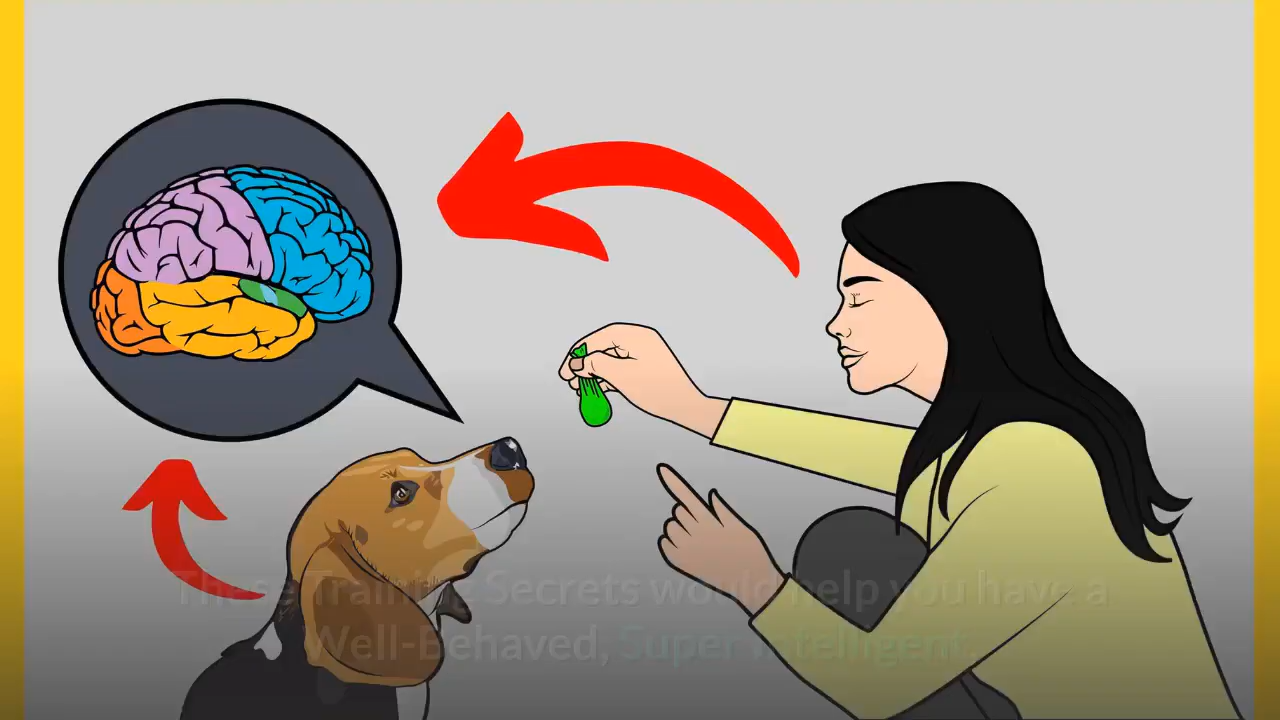 These Training Secrets would help you have a
Well-Behaved, Super Intelligent,